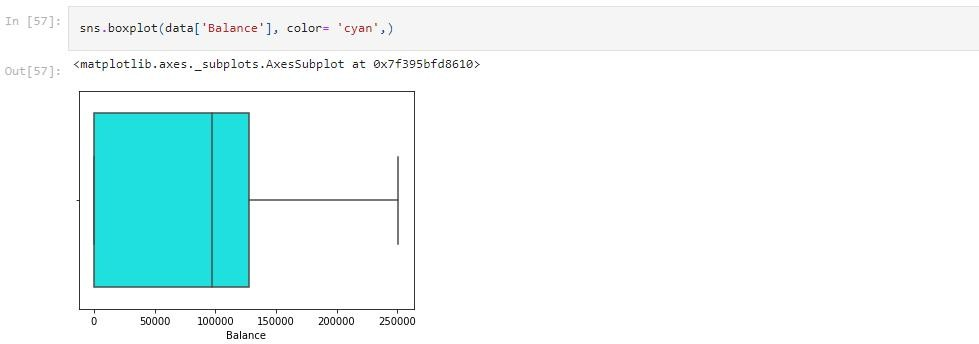 In [57]:
sns.boxplot(data['Balance'], color= 'cyan',)
Out[57]:
<matplotlib.axes._subplots.AxesSubplot at 0x7f395bfd8610>
0 50000 100000 150000 200000 250000
Balance